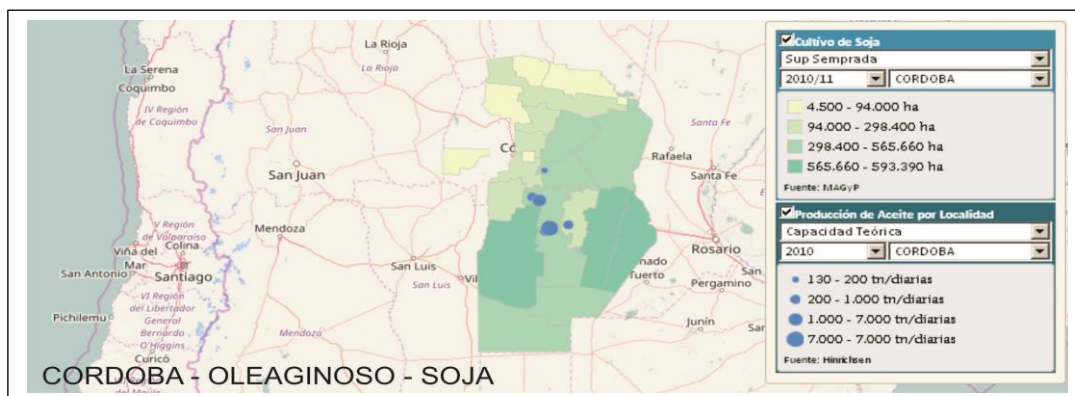 La Rioja
La Rioja
La Serena
Coquimbo
IV Región
de Coquimbo
San Juan
San Juan
Santa Fe
Rafaela
Santa Fe
V Región
de Valparaíso
Viña del
Mar
Colina
Mendoza
San Antonio
Santiago
San Luis
San Luis
Rosario
Pergamino
VI Región
del Libertador
General
Bernardo
O'Higgins
Pichilemu
Mendoza
Junín
Curicó
CORDOBA - OLEAGINOSO - SOJA
Cultivo de Soja
Sup Semprada
2010/11
CORDOBA
4.500 - 94.000 ha
94.000 - 298.400 ha
298.400 - 565.660 ha
565.660 - 593.390 ha
Fuente: MAGyP
Producción de Aceite por Localidad
Capacidad Teórica
2010
CORDOBA
130 - 200 tn/diarias
200 - 1.000 tn/diarias
1.000 - 7.000 tn/diarias
7.000 - 7.000 tn/diarias
Fuente: Hinrichsen